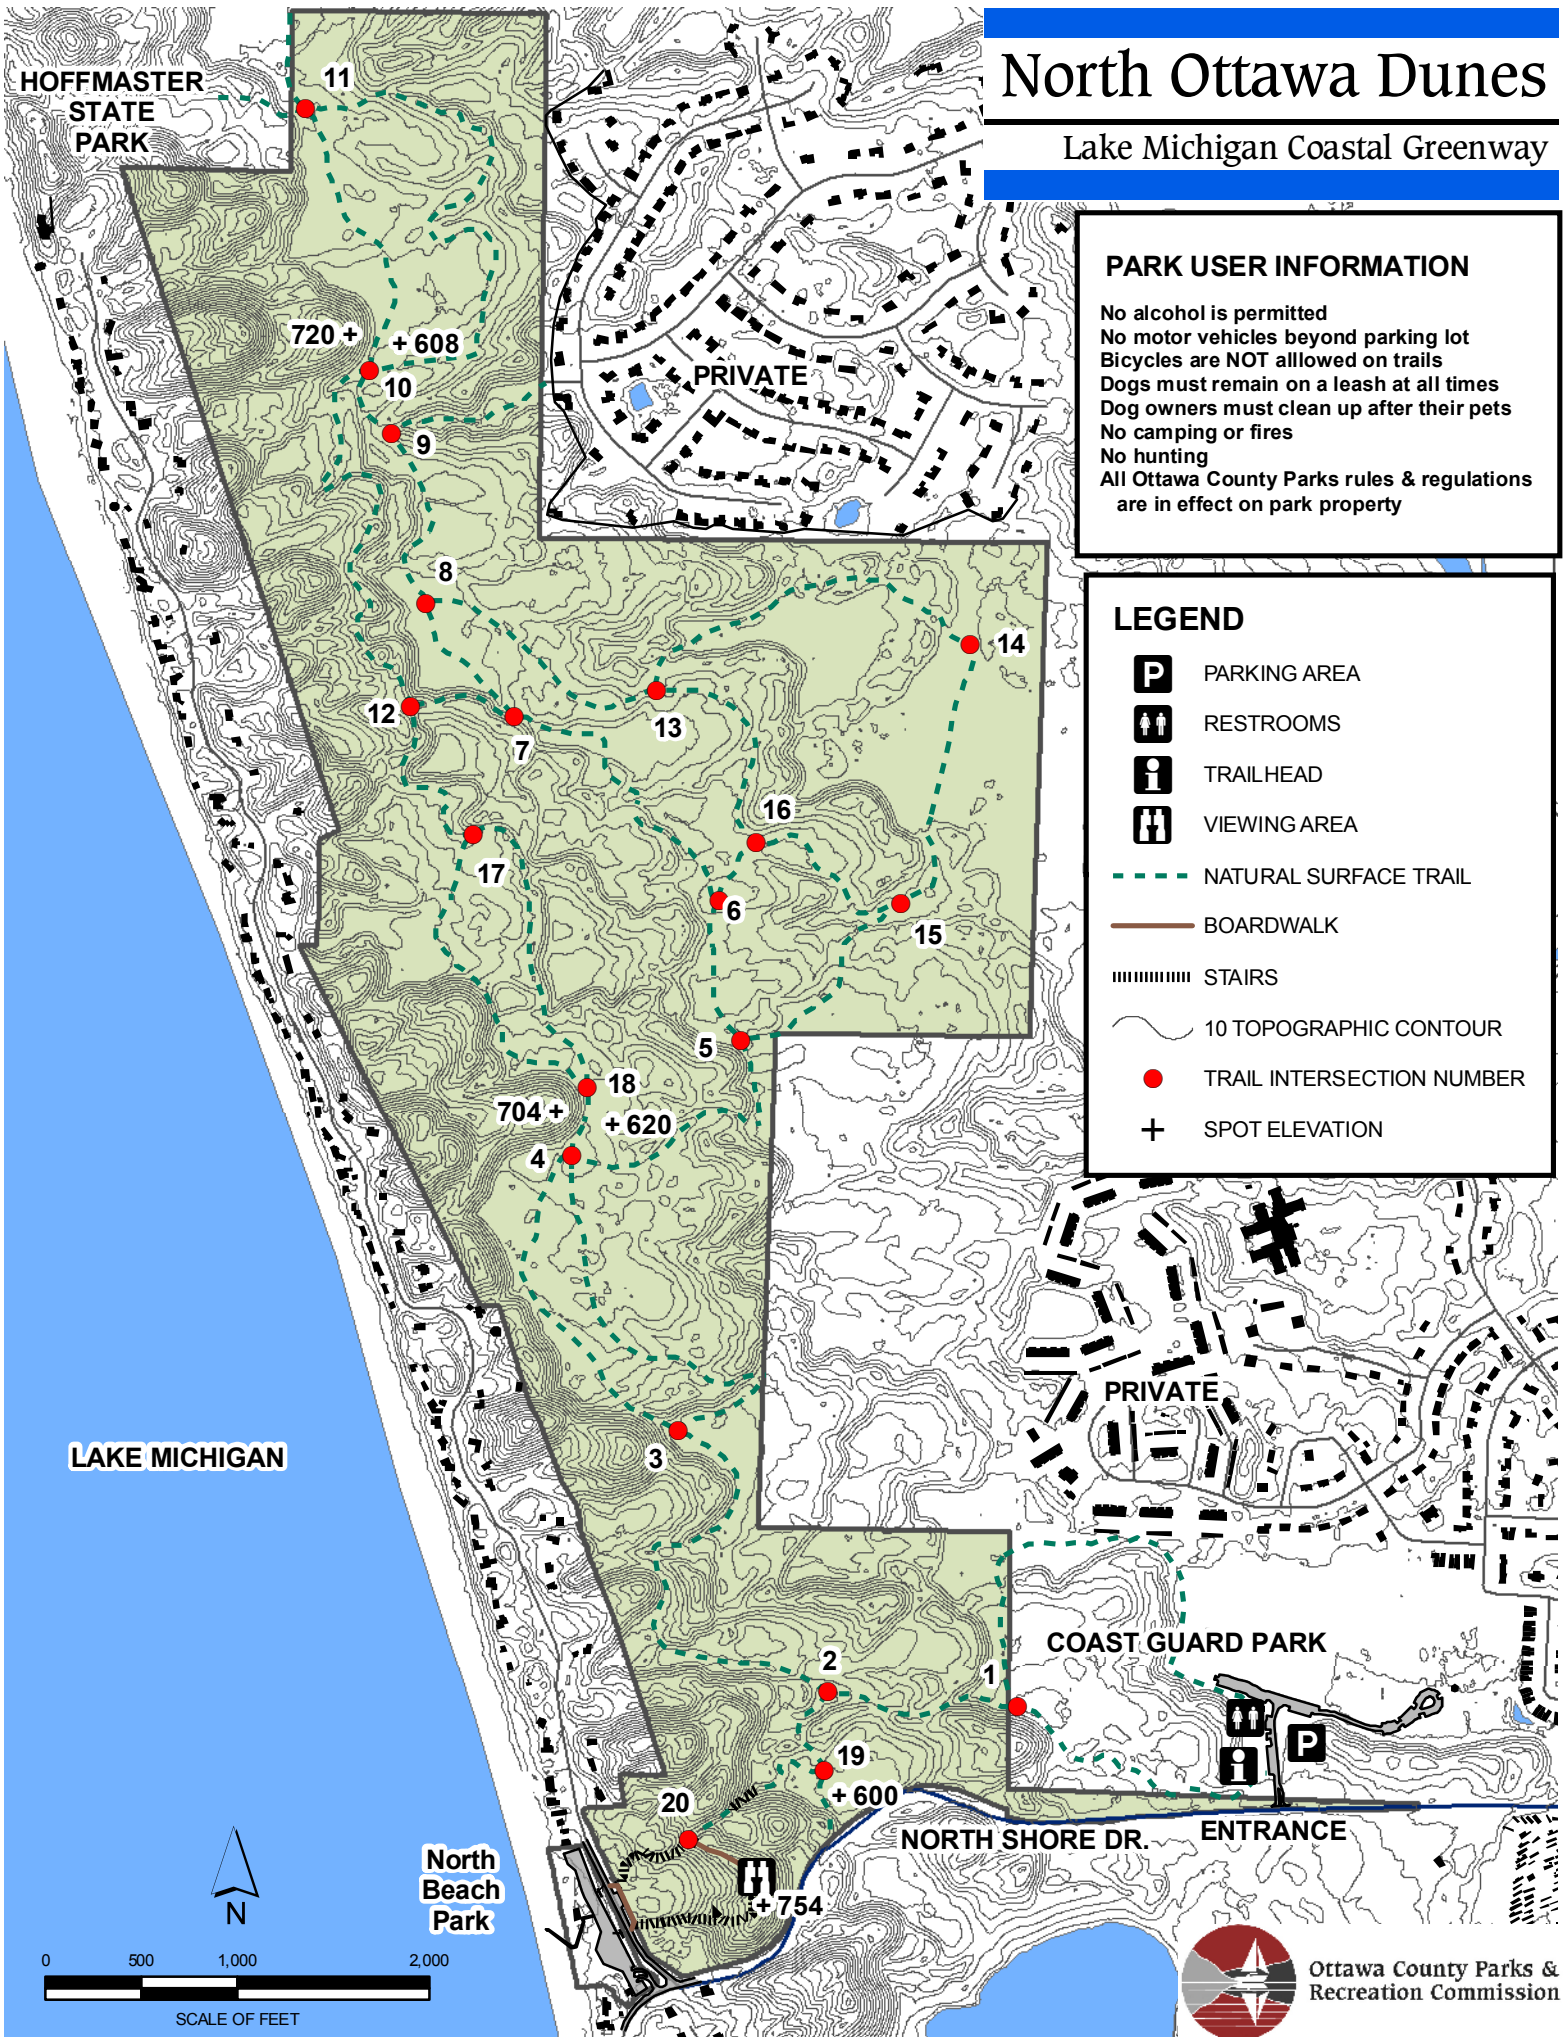 North Ottawa Dunes
Lake Michigan Coastal Greenway
PARK USER INFORMATION
No alcohol is permitted
No motor vehicles beyond parking lot
Bicycles are NOT alllowed on trails
Dogs must remain on a leash at all times
Dog owners must clean up after their pets
No camping or fires
No hunting
All Ottawa County Parks rules & regulations
are in effect on park property
LEGEND
P PARKING AREA
RESTROOMS
i TRAILHEAD
VIEWING AREA
NATURAL SURFACE TRAIL
BOARDWALK
STAIRS
10 TOPOGRAPHIC CONTOUR
TRAIL INTERSECTION NUMBER
+ SPOT ELEVATION
HOFFMASTER
STATE
PARK
11
720 +
+ 608
10
9
PRIVATE
8
14
12
7
13
16
17
6
15
5
18
704 +
+ 620
4
PRIVATE
3
LAKE MICHIGAN
COAST GUARD PARK
2
1
19
P
i
20
+ 600
NORTH SHORE DR.
ENTRANCE
North
Beach
Park
+ 754
N
0 500 1,000 2,000
SCALE OF FEET
Ottawa County Parks &
Recreation Commission